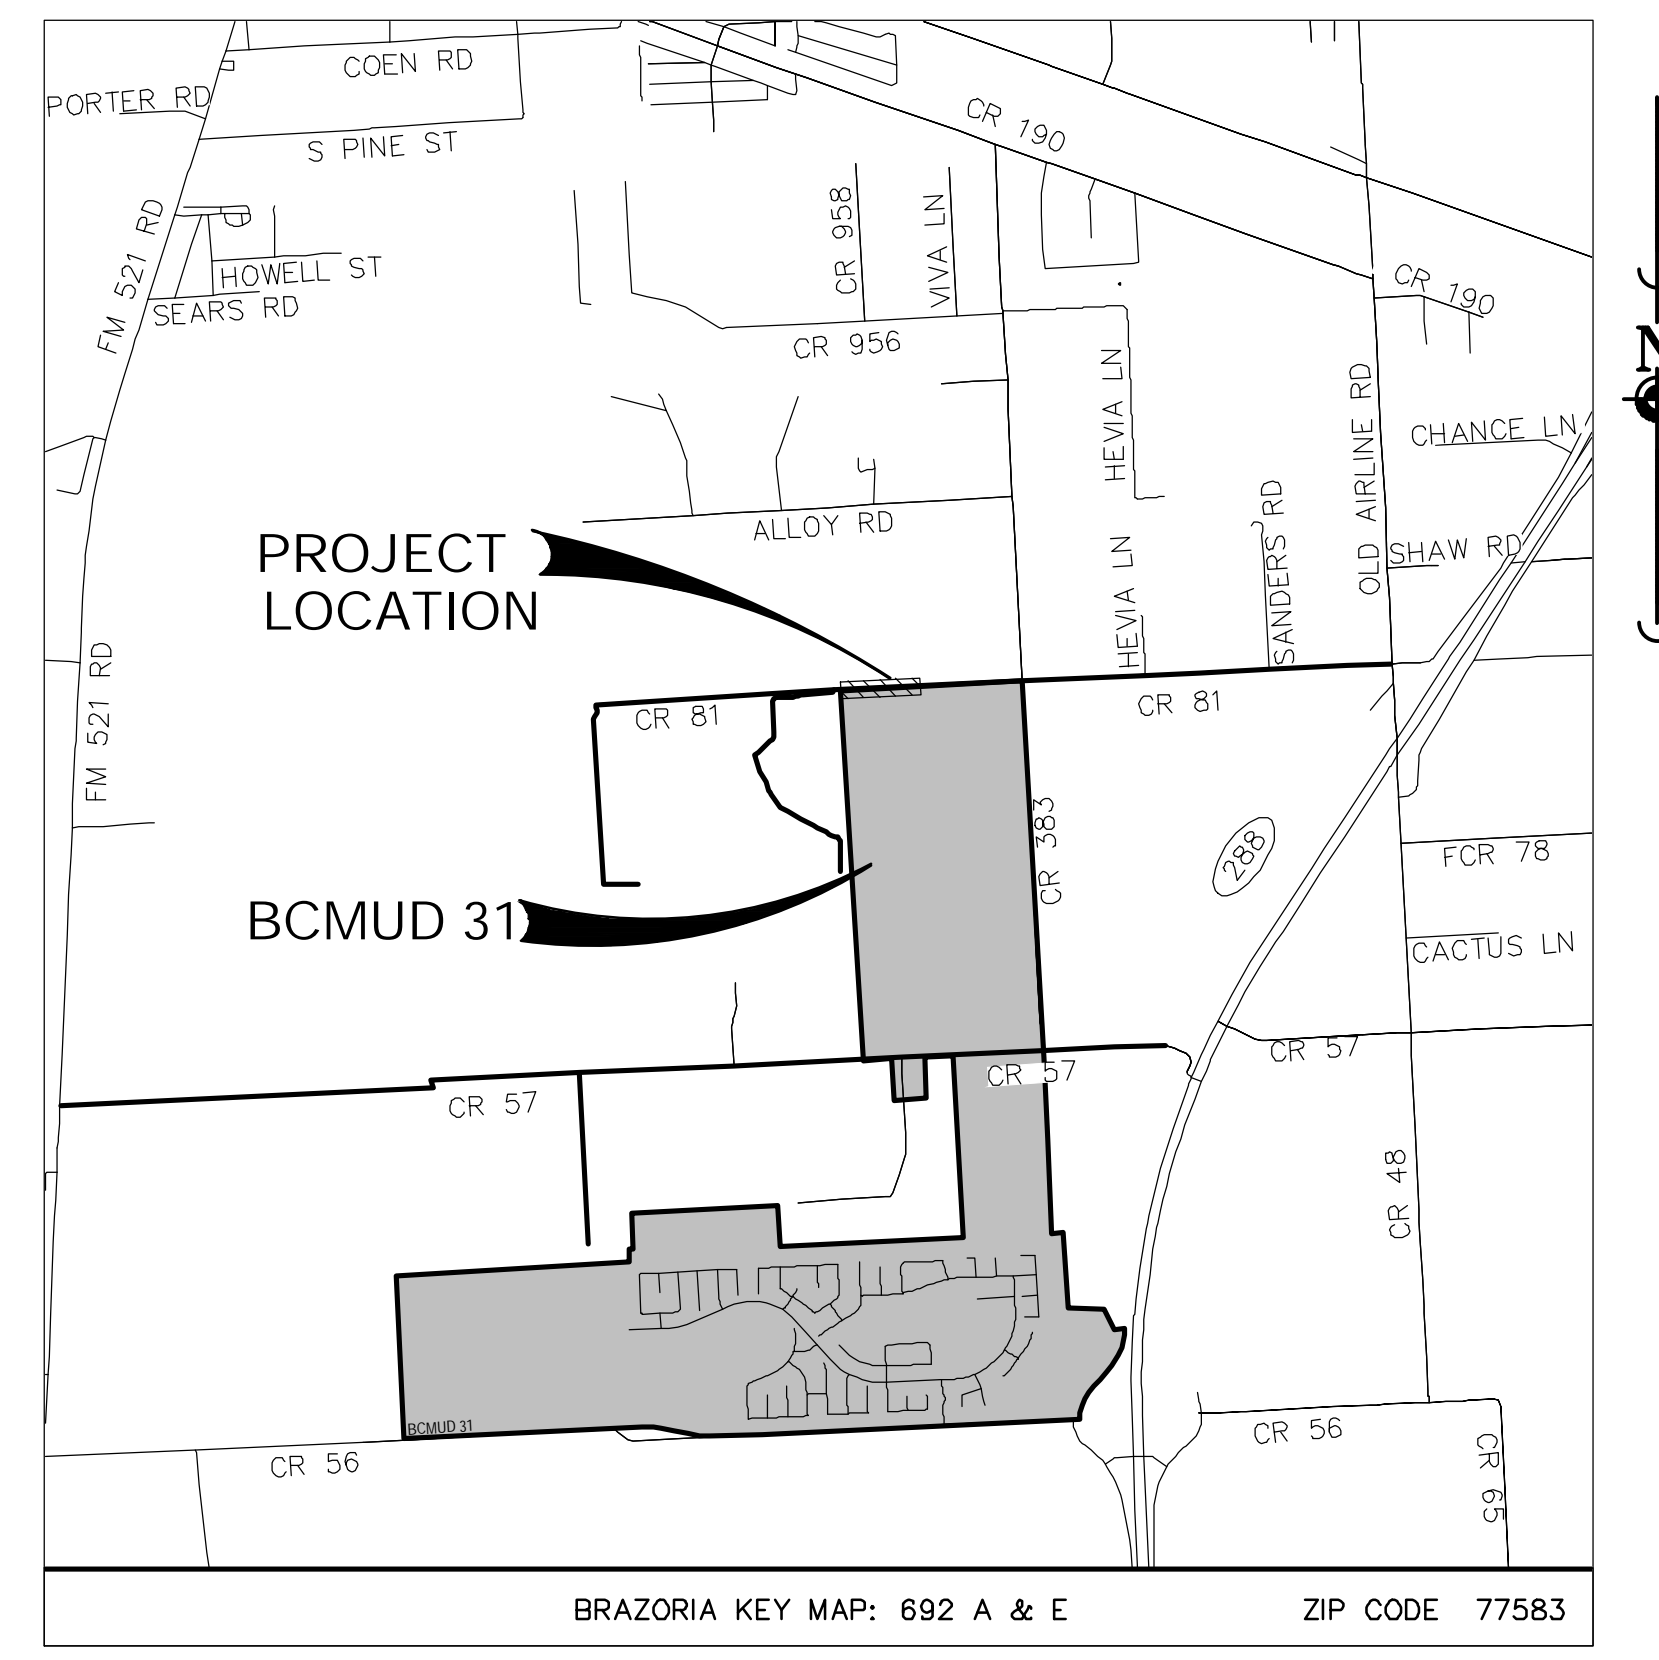 COEN RD
PORTER RD
S PINE ST
CR 190
FM 521 RD
HOWELL ST
SEARS RD
CR 958
VIVA LN
CR 956
CR 190
HEVIA LN
OLD AIRLINE RD
CHANCE LN
N
ALLOY RD
SANDERS RD
SHAW RD
HEVIA LN
PROJECT
LOCATION
FM 521 RD
CR 81
CR 81
CR 383
288
FCR 78
BCMUD 31
CACTUS LN
CR 57
CR 57
CR 57
CR 48
BCMUD 31
CR 56
CR 56
CR 65
BRAZORIA KEY MAP: 692 A & E
ZIP CODE 77583